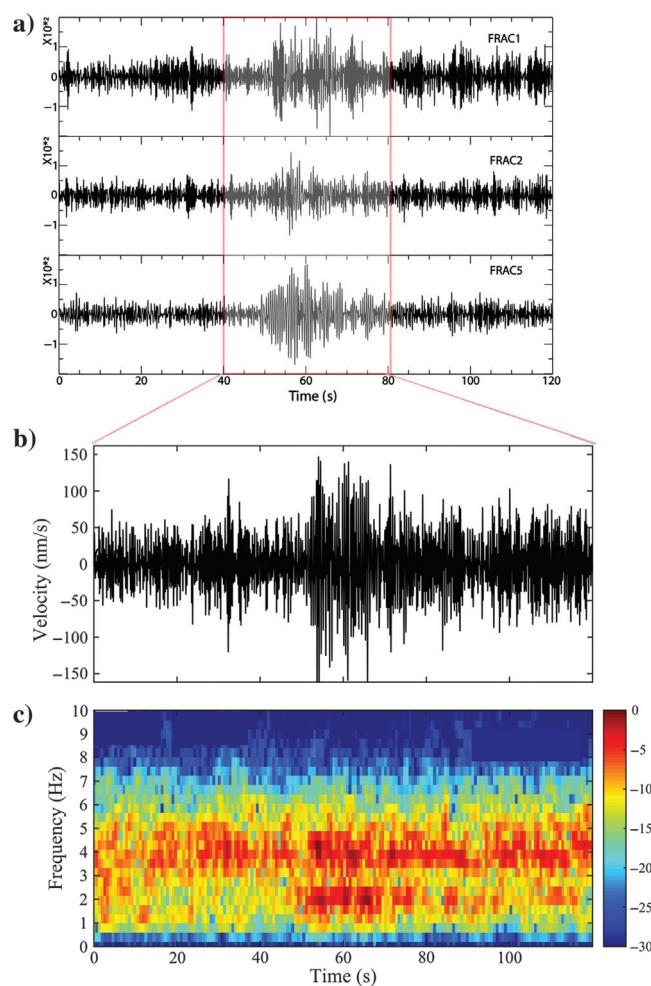 a)
X10*²
1
0
−1
FRAC1
X10*²
1
0
−1
FRAC2
X10*²
1
0
−1
FRAC5
0 20 40 60 80 100 120
Time (s)
b)
150
100
50
0
−50
−100
−150
Velocity (nm/s)
c)
10
9
8
7
6
5
4
3
2
1
0
Frequency (Hz)
0 20 40 60 80 100
Time (s)
0
−5
−10
−15
−20
−25
−30